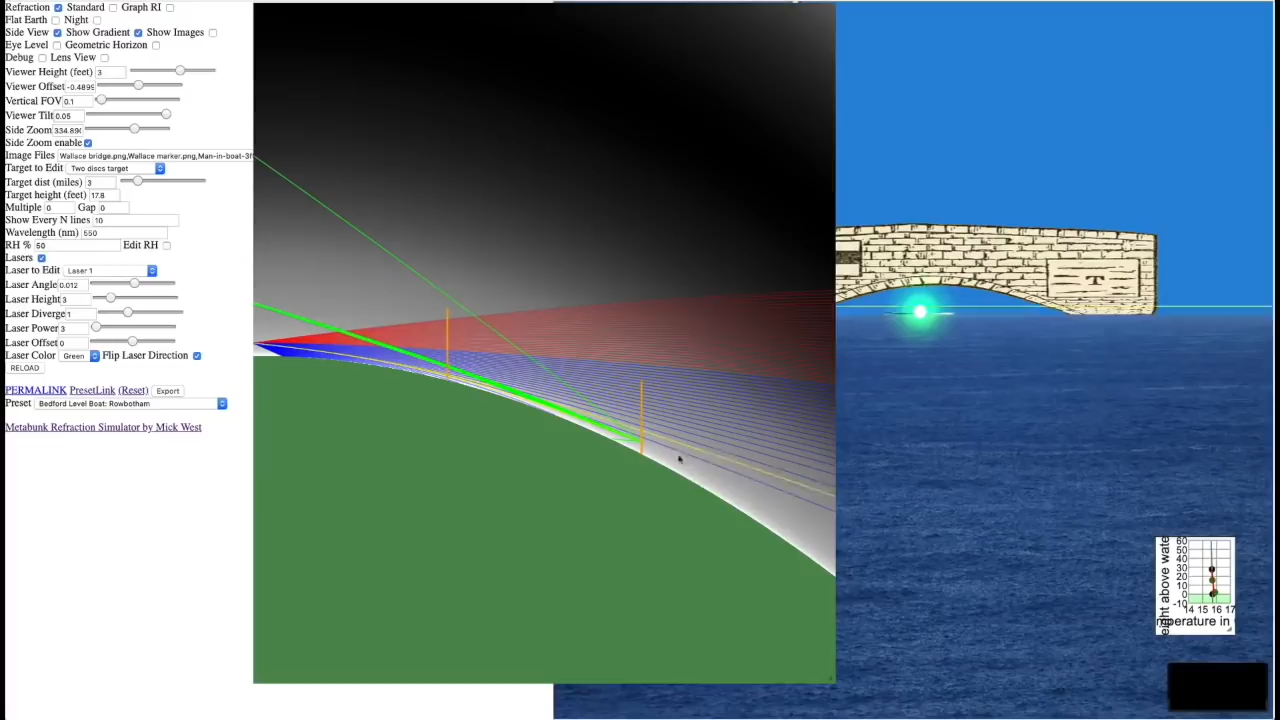 Refraction Standard Graph RI
Flat Earth Night
Side View Show Gradient Show Images
Eye Level Geometric Horizon
Debug Lens View
Viewer Height (feet) 3
Viewer Offset -0.489
Vertical FOV 0.1
Viewer Tilt 0.05
Side Zoom 334.89
Side Zoom enable
Image Files Wallace bridge.png,Wallace marker.png,Man-in-boat-3f
Target to Edit Two discs target
Target dist (miles) 3
Target height (feet) 17.8
Multiple 0 Gap 0
Show Every N lines 10
Wavelength (nm) 550
RH % 50 Edit RH
Lasers
Laser to Edit Laser 1
Laser Angle 0.012
Laser Height 3
Laser Diverge 1
Laser Power 3
Laser Offset 0
Laser Color Green Flip Laser Direction
RELOAD
PERMALINK PresetLink (Reset) Export
Preset Bedford Level Boat: Rowbotham
Metabunk Refraction Simulator by Mick West
T
60
50
40
30
20
10
0
-10
14 15 16 17
mperature in
eight above wate